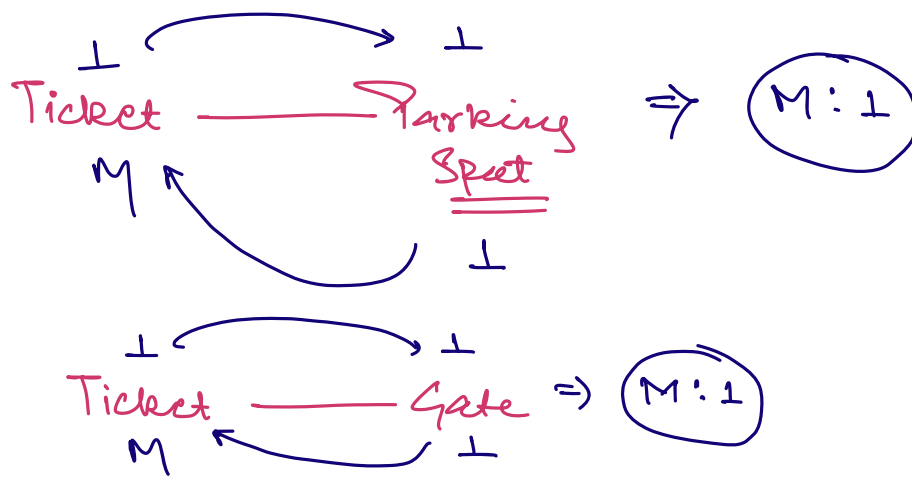 1 1
Ticket Parking ⇒ M : 1
Spot
M
1
1 1
Ticket Gate ⇒ M : 1
M 1